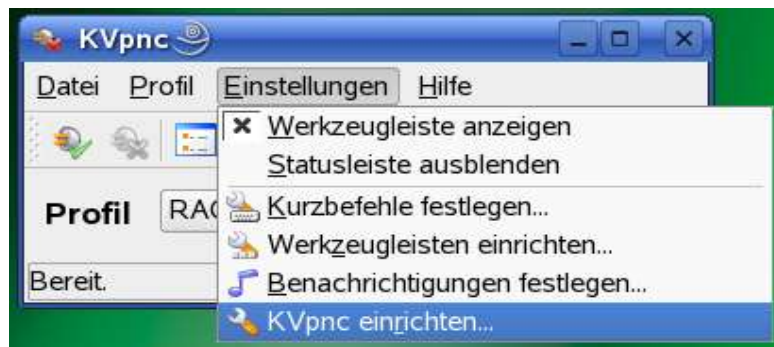 KVpnc
Datei Profil Einstellungen Hilfe
Werkzeugleiste anzeigen
Statusleiste ausblenden
Profil
Kurzbefehle festlegen...
Werkzeugleisten einrichten...
Bereit.
Benachrichtigungen festlegen...
KVpnc einrichten...